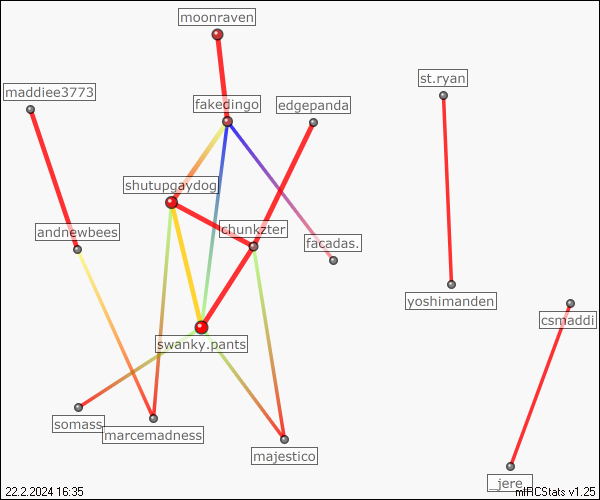 moonraven
st.ryan
maddiee3773
fakedingo
edgepanda
shutupgaydog
andrewbees
chunkzter
facadas.
yoshimanden
csmaddi
swanky.pants
somass
marcemadness
majestico
_jere_
22.2.2024 16:35
mIRCStats v1.25